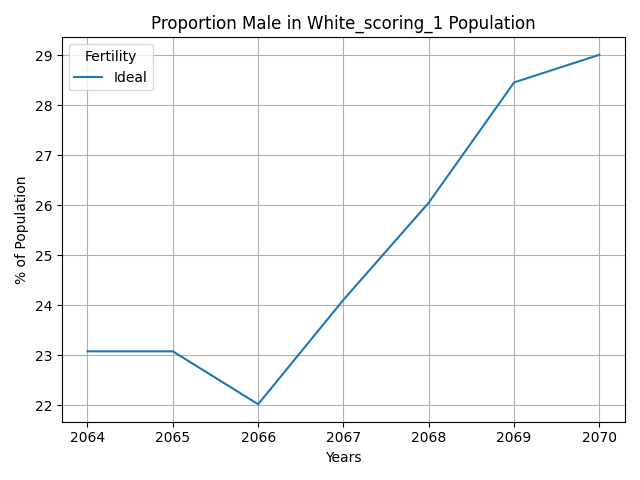 Proportion Male in White_scoring_1 Population
Fertility
Ideal
% of Population
29
28
27
26
25
24
23
22
2064 2065 2066 2067 2068 2069 2070
Years